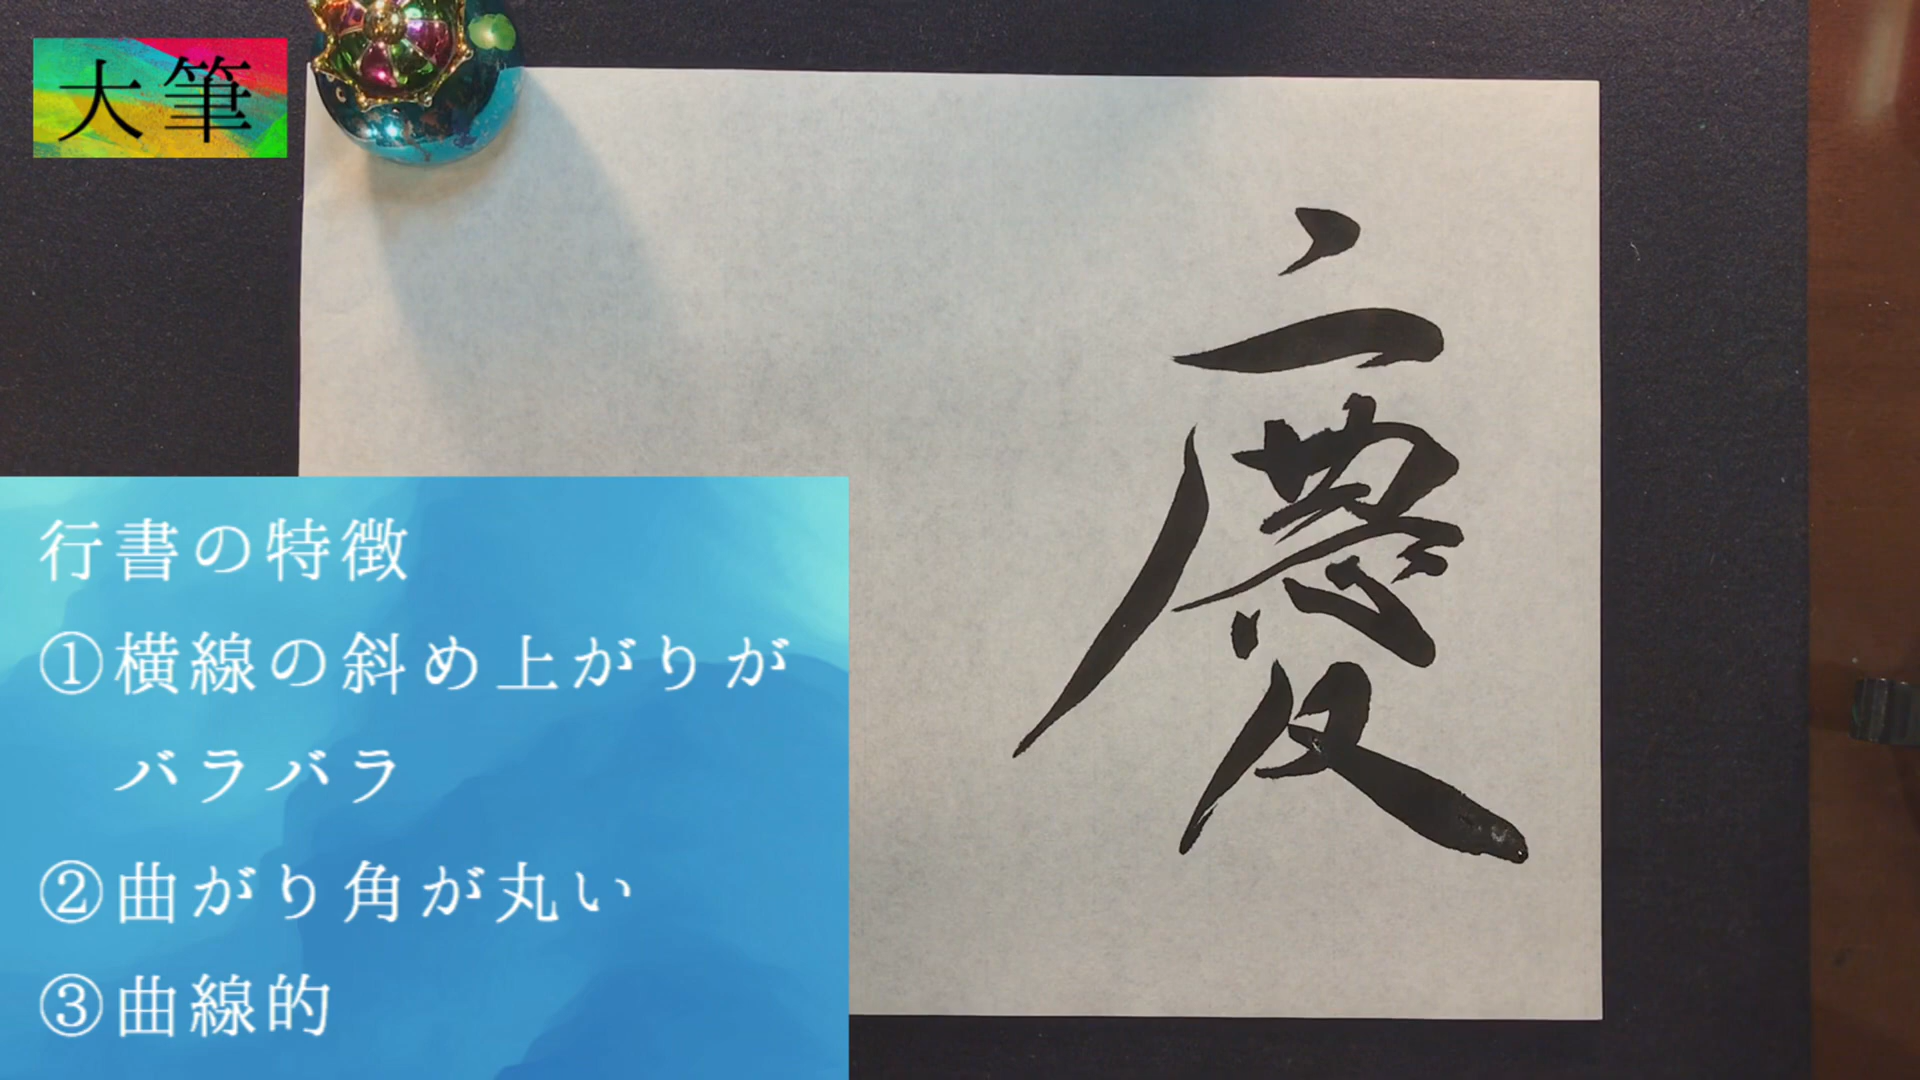 大筆
慶
行書の特徴
①横線の斜め上がりが
バラバラ
②曲がり角が丸い
③曲線的